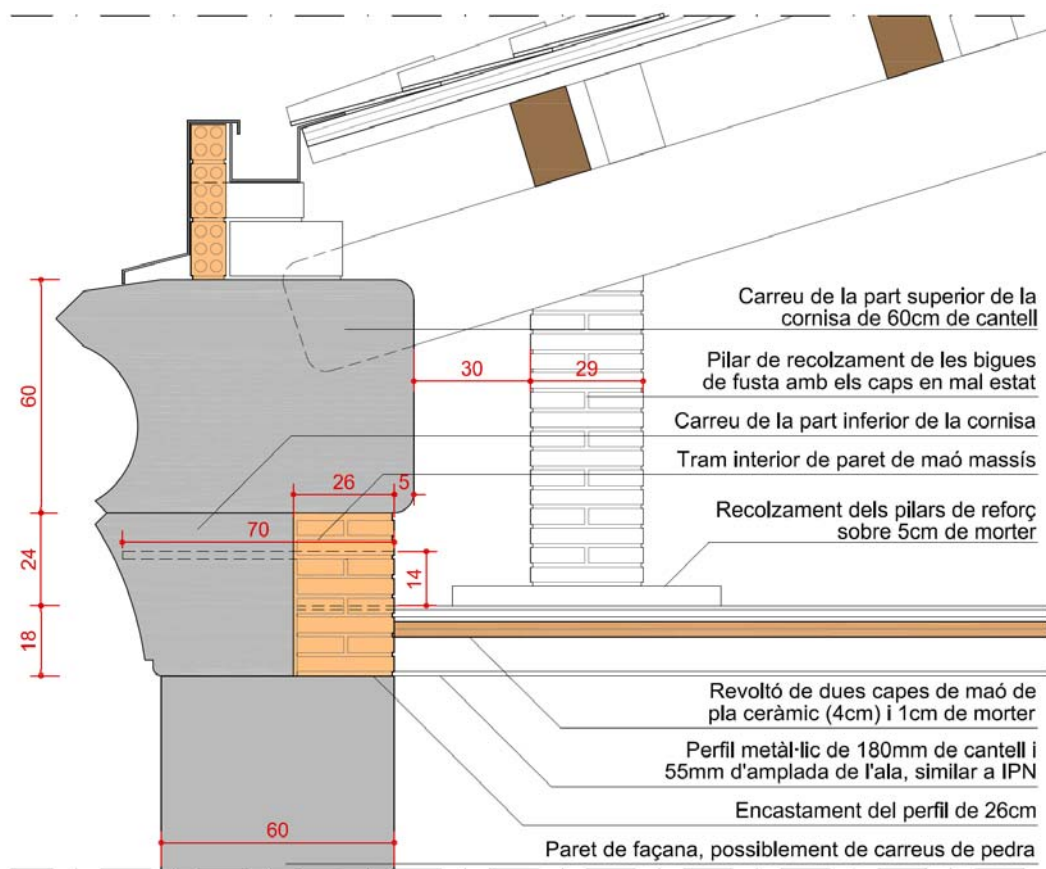 Carreu de la part superior de la
cornisa de 60cm de cantell
Pilar de recolzament de les bigues
de fusta amb els caps en mal estat
Carreu de la part inferior de la cornisa
Tram interior de paret de maó massís
Recolzament dels pilars de reforç
sobre 5cm de morter
60
30
29
26
5
70
24
14
18
Revoltó de dues capes de maó de
pla ceràmic (4cm) i 1cm de morter
Perfil metàl·lic de 180mm de cantell i
55mm d'amplada de l'ala, similar a IPN
Encastament del perfil de 26cm
60
Paret de façana, possiblement de carreus de pedra